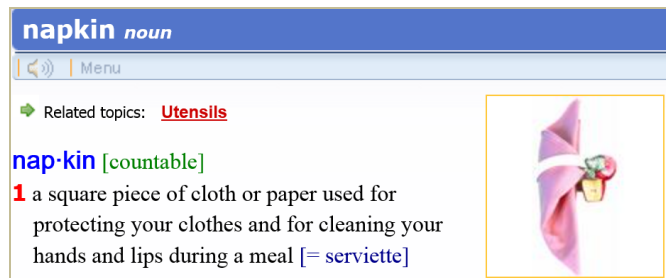 napkin noun
Menu
Related topics: Utensils
nap·kin [countable]
1 a square piece of cloth or paper used for
protecting your clothes and for cleaning your
hands and lips during a meal [= serviette]